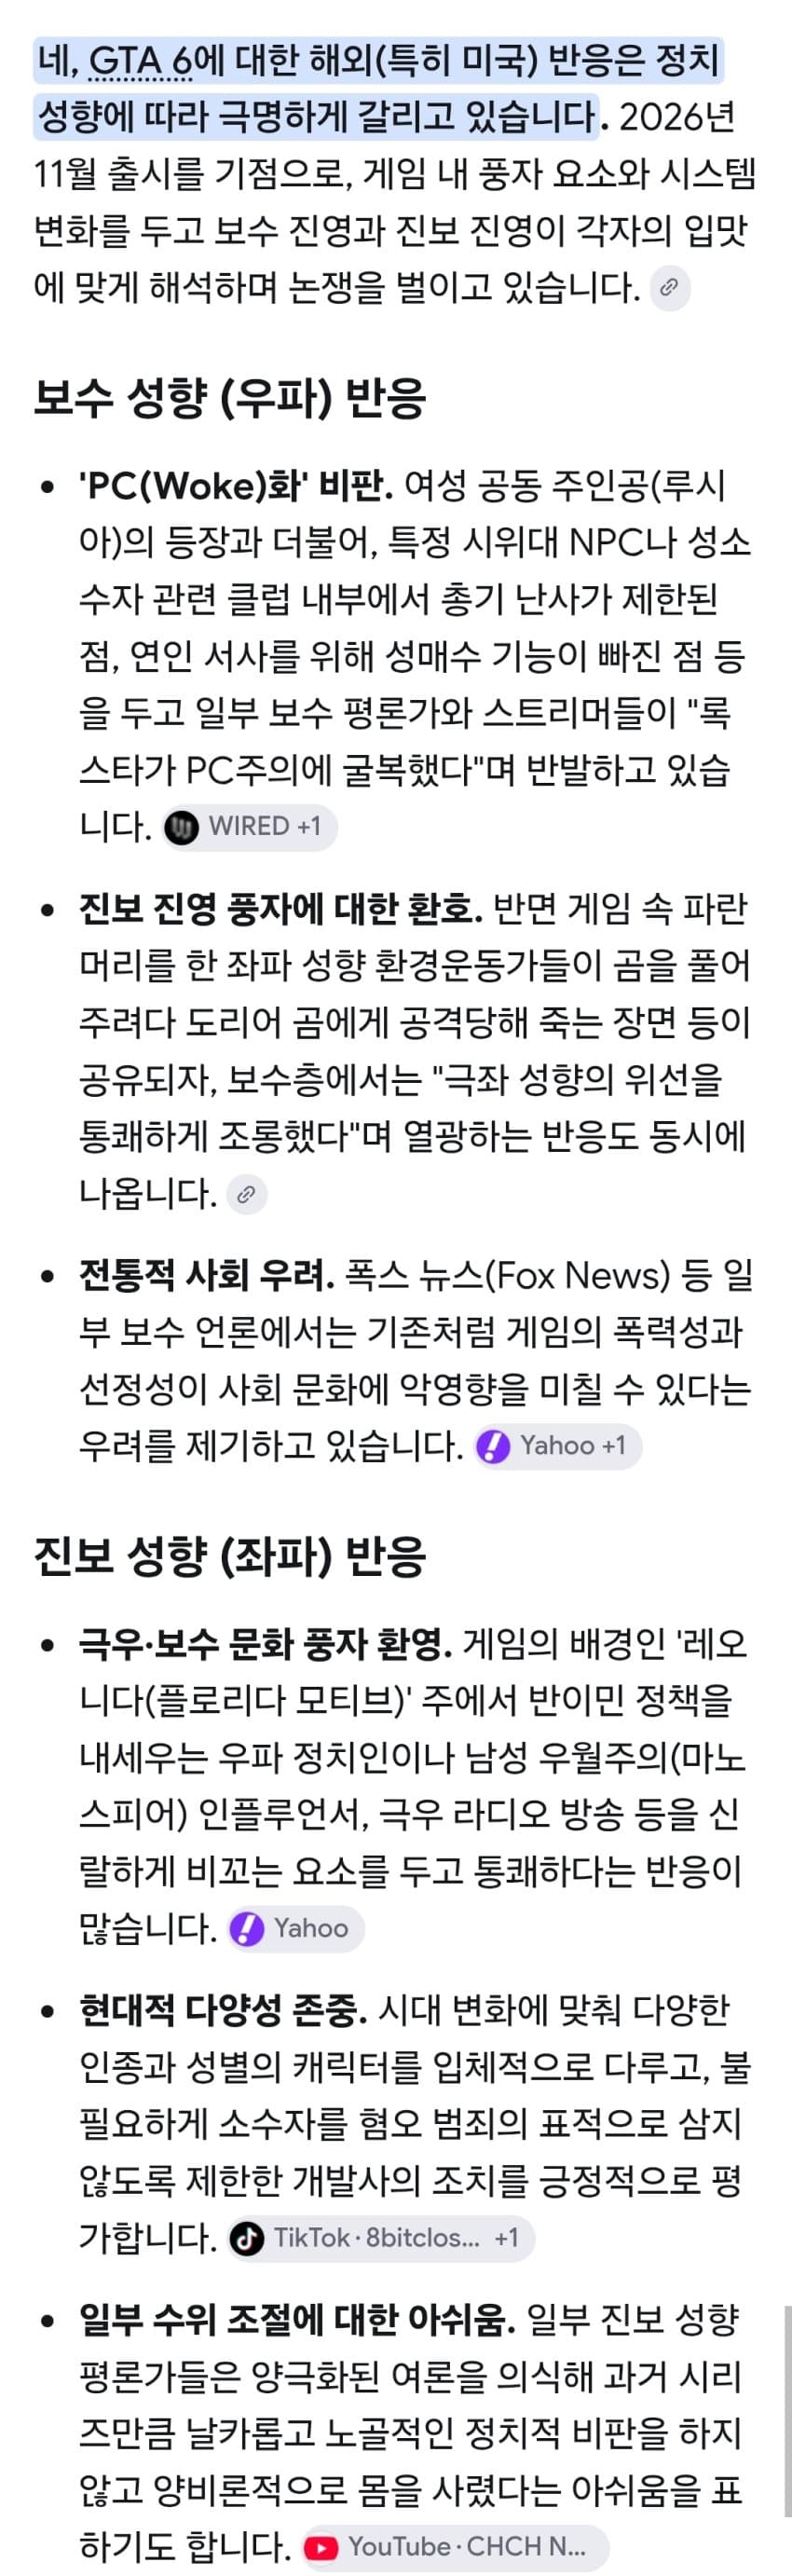 네, GTA 6에 대한 해외(특히 미국) 반응은 정치
성향에 따라 극명하게 갈리고 있습니다. 2026년
11월 출시를 기점으로, 게임 내 풍자 요소와 시스템
변화를 두고 보수 진영과 진보 진영이 각자의 입맛
에 맞게 해석하며 논쟁을 벌이고 있습니다.
보수 성향 (우파) 반응
• 'PC(Woke)화' 비판. 여성 공동 주인공(루시
아)의 등장과 더불어, 특정 시위대 NPC나 성소
수자 관련 클럽 내부에서 총기 난사가 제한된
점, 연인 서사를 위해 성매수 기능이 빠진 점 등
을 두고 일부 보수 평론가와 스트리머들이 "록
스타가 PC주의에 굴복했다"며 반발하고 있습
니다. WIRED +1
• 진보 진영 풍자에 대한 환호. 반면 게임 속 파란
머리를 한 좌파 성향 환경운동가들이 곰을 풀어
주려다 도리어 곰에게 공격당해 죽는 장면 등이
공유되자, 보수층에서는 "극좌 성향의 위선을
통쾌하게 조롱했다"며 열광하는 반응도 동시에
나옵니다.
• 전통적 사회 우려. 폭스 뉴스(Fox News) 등 일
부 보수 언론에서는 기존처럼 게임의 폭력성과
선정성이 사회 문화에 악영향을 미칠 수 있다는
우려를 제기하고 있습니다. Yahoo +1
진보 성향 (좌파) 반응
• 극우·보수 문화 풍자 환영. 게임의 배경인 '레오
니다(플로리다 모티브)' 주에서 반이민 정책을
내세우는 우파 정치인이나 남성 우월주의(마노
스피어) 인플루언서, 극우 라디오 방송 등을 신
랄하게 비꼬는 요소를 두고 통쾌하다는 반응이
많습니다. Yahoo
• 현대적 다양성 존중. 시대 변화에 맞춰 다양한
인종과 성별의 캐릭터를 입체적으로 다루고, 불
필요하게 소수자를 혐오 범죄의 표적으로 삼지
않도록 제한한 개발사의 조치를 긍정적으로 평
가합니다. TikTok · 8bitclos... +1
• 일부 수위 조절에 대한 아쉬움. 일부 진보 성향
평론가들은 양극화된 여론을 의식해 과거 시리
즈만큼 날카롭고 노골적인 정치적 비판을 하지
않고 양비론적으로 몸을 사렸다는 아쉬움을 표
하기도 합니다. YouTube · CHCH N...